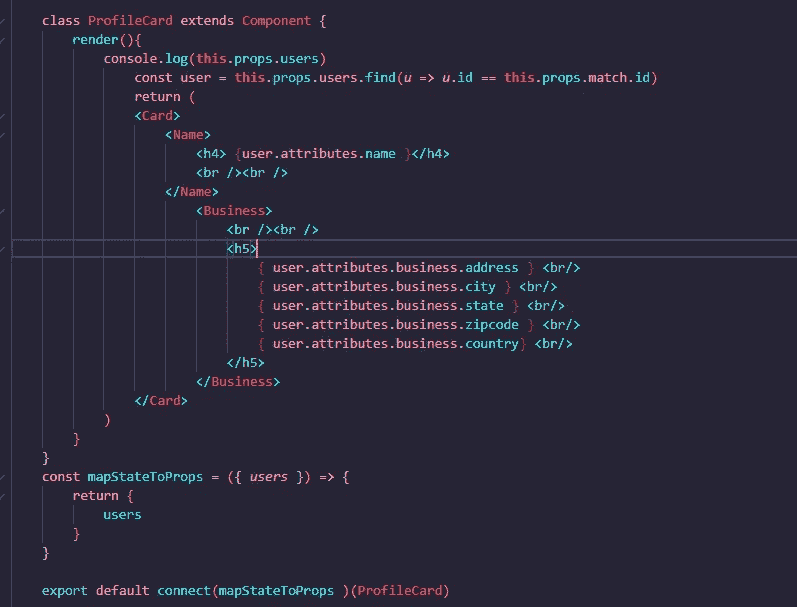 class ProfileCard extends Component {
render(){
console.log(this.props.users)
const user = this.props.users.find(u => u.id == this.props.match.id)
return (
<Card>
<Name>
<h4> {user.attributes.name }</h4>
<br /><br />
</Name>
<Business>
<br /><br />
<h5>
{ user.attributes.business.address } <br/>
{ user.attributes.business.city } <br/>
{ user.attributes.business.state } <br/>
{ user.attributes.business.zipcode } <br/>
{ user.attributes.business.country} <br/>
</h5>
</Business>
</Card>
)
}
}
const mapStateToProps = ({ users }) => {
return {
users
}
}
export default connect(mapStateToProps )(ProfileCard)